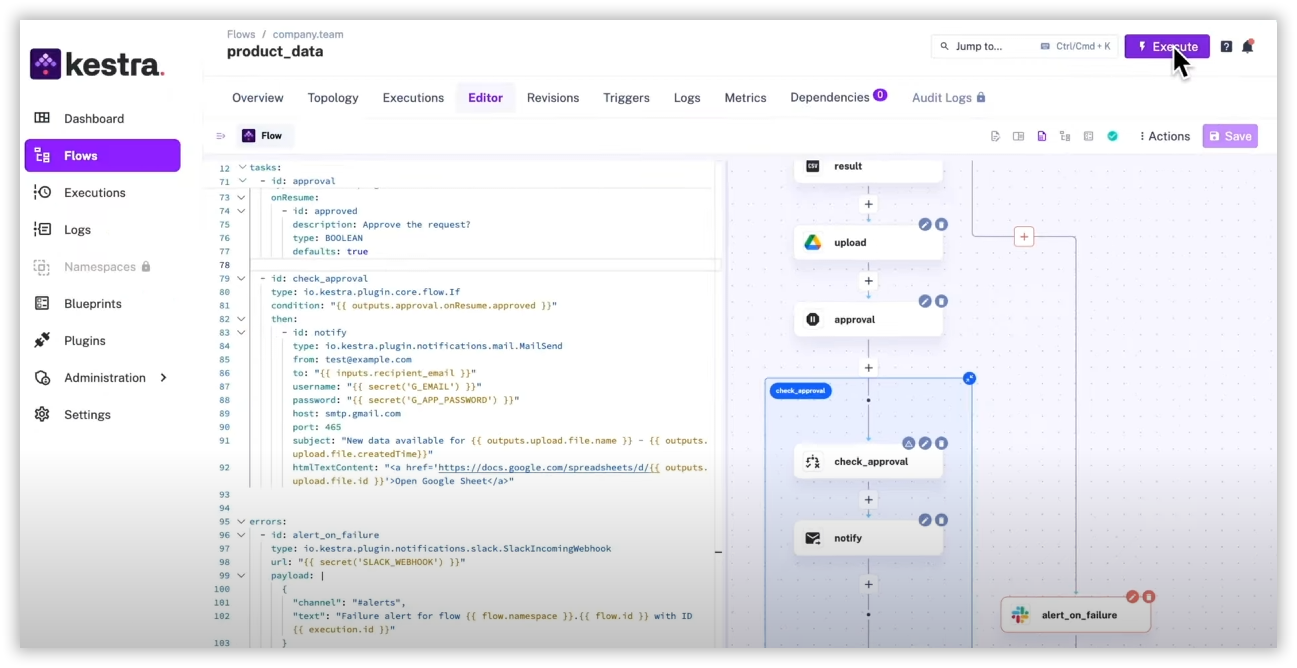 kestra.
Dashboard
Flows
Executions
Logs
Namespaces
Blueprints
Plugins
Administration
Settings
Flows / company.team
product_data
Jump to...
Ctrl/Cmd + K
Execute
Overview
Topology
Executions
Editor
Revisions
Triggers
Logs
Metrics
Dependencies 0
Audit Logs
Flow
Actions
Save
12 tasks:
71 - id: approval
73 onResume:
74 - id: approved
75 description: Approve the request?
76 type: BOOLEAN
77 defaults: true
78
79 - id: check_approval
80 type: io.kestra.plugin.core.flow.If
81 condition: "{{ outputs.approval.onResume.approved }}"
82 then:
83 - id: notify
84 type: io.kestra.plugin.notifications.mail.MailSend
85 from: test@example.com
86 to: "{{ inputs.recipient_email }}"
87 username: "{{ secret('G_EMAIL') }}"
88 password: "{{ secret('G_APP_PASSWORD') }}"
89 host: smtp.gmail.com
90 port: 465
91 subject: "New data available for {{ outputs.upload.file.name }} - {{ outputs.
upload.file.createdTime}}"
92 htmlTextContent: "<a href='https://docs.google.com/spreadsheets/d/{{ outputs.
upload.file.id }}'>Open Google Sheet</a>"
93
94
95 errors:
96 - id: alert_on_failure
97 type: io.kestra.plugin.notifications.slack.SlackIncomingWebhook
98 url: "{{ secret('SLACK_WEBHOOK') }}"
99 payload: |
100 {
101 "channel": "#alerts",
102 "text": "Failure alert for flow {{ flow.namespace }}.{{ flow.id }} with ID
{{ execution.id }}"
103 }
CSV
result
upload
approval
check_approval
check_approval
notify
alert_on_failure